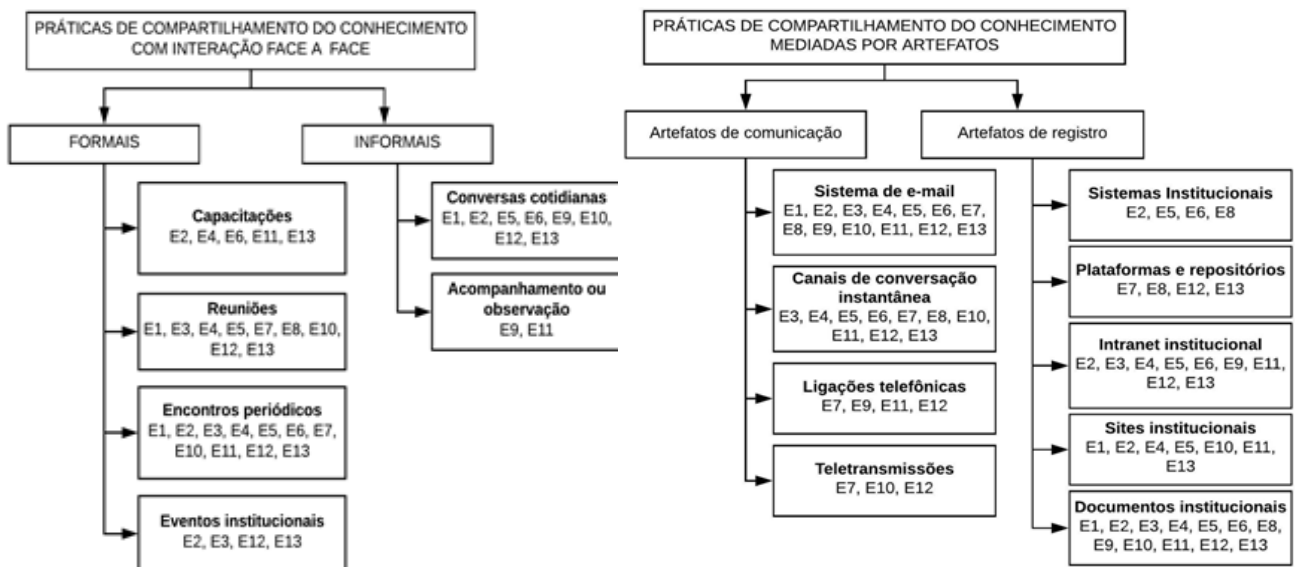 PRÁTICAS DE COMPARTILHAMENTO DO CONHECIMENTO
COM INTERAÇÃO FACE A FACE
FORMAIS
INFORMAIS
Capacitações
E2, E4, E6, E11, E13
Reuniões
E1, E3, E4, E5, E7, E8, E10,
E12, E13
Encontros periódicos
E1, E2, E3, E4, E5, E6, E7,
E10, E11, E12, E13
Eventos institucionais
E2, E3, E12, E13
Conversas cotidianas
E1, E2, E5, E6, E9, E10,
E12, E13
Acompanhamento ou
observação
E9, E11
PRÁTICAS DE COMPARTILHAMENTO DO CONHECIMENTO
MEDIADAS POR ARTEFATOS
Artefatos de comunicação
Artefatos de registro
Sistema de e-mail
E1, E2, E3, E4, E5, E6, E7,
E8, E9, E10, E11, E12, E13
Canais de conversação
instantânea
E3, E4, E5, E6, E7, E8, E10,
E11, E12, E13
Ligações telefônicas
E7, E9, E11, E12
Teletransmissões
E7, E10, E12
Sistemas Institucionais
E2, E5, E6, E8
Plataformas e repositórios
E7, E8, E12, E13
Intranet institucional
E2, E3, E4, E5, E6, E9, E11,
E12, E13
Sites institucionais
E1, E2, E4, E5, E10, E11,
E13
Documentos institucionais
E1, E2, E3, E4, E5, E6, E8,
E9, E10, E11, E12, E13